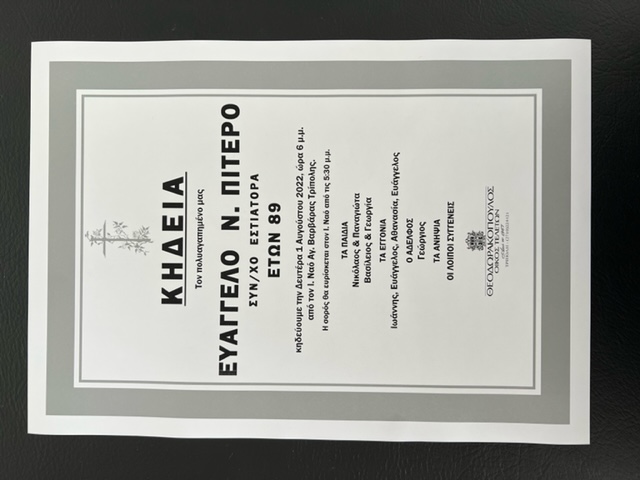 ΚΗΔΕΙΑ
Τον πολυαγαπημένο μας
ΕΥΑΓΓΕΛΟ Ν. ΠΙΤΕΡΟ
ΣΥΝ/ΧΟ ΕΣΤΙΑΤΟΡΑ
ΕΤΩΝ 89
κηδεύουμε την Δευτέρα 1 Αυγούστου 2022, ώρα 6 μ.μ.
από τον Ι. Ναό Αγ. Βαρβάρας Τρίπολης.
Η σορός θα ευρίσκεται στον Ι. Ναό από τις 5:30 μ.μ.
ΤΑ ΠΑΙΔΙΑ
Νικόλαος & Παναγιώτα
Βασίλειος & Γεωργία
ΤΑ ΕΓΓΟΝΙΑ
Ιωάννης, Ευάγγελος, Αθανασία, Ευάγγελος
Ο ΑΔΕΛΦΟΣ
Γεώργιος
ΤΑ ΑΝΗΨΙΑ
ΟΙ ΛΟΙΠΟΙ ΣΥΓΓΕΝΕΙΣ
ΘΕΟΔΩΡΑΚΟΠΟΥΛΟΣ
ΟΙΚΟΣ ΤΕΛΕΤΩΝ